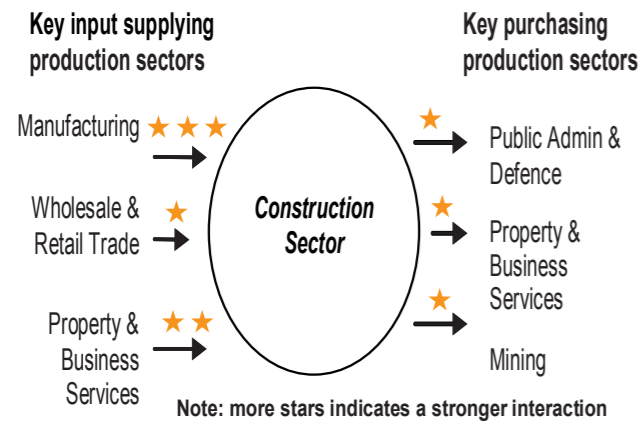 Key input supplying
production sectors
Key purchasing
production sectors
Manufacturing
Wholesale &
Retail Trade
Property &
Business
Services
Construction
Sector
Public Admin &
Defence
Property &
Business
Services
Mining
Note: more stars indicates a stronger interaction